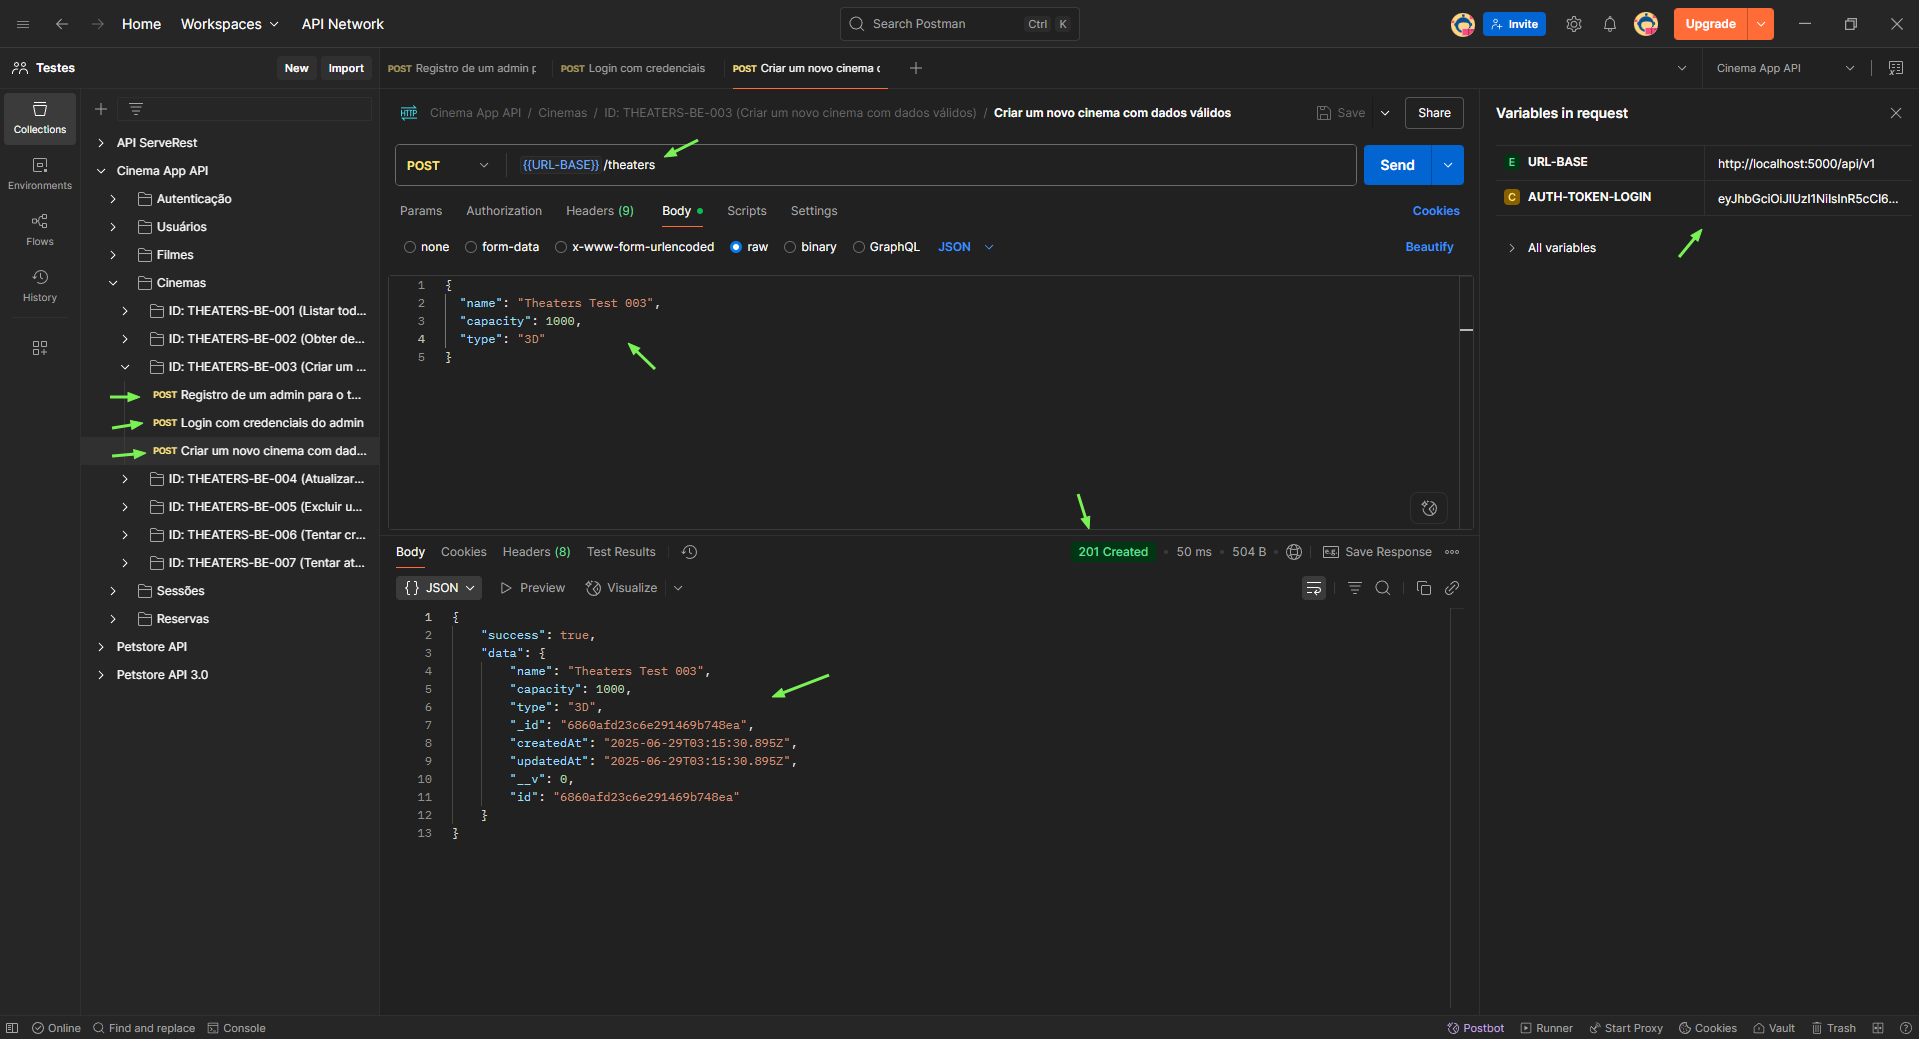 Home
Workspaces
API Network
Search Postman
Ctrl K
Invite
Upgrade
Testes
New
Import
POST Registro de um admin p
POST Login com credenciais
POST Criar um novo cinema c
Cinema App API
Collections
Environments
Flows
History
API ServeRest
Cinema App API
Autenticação
Usuários
Filmes
Cinemas
ID: THEATERS-BE-001 (Listar tod...
ID: THEATERS-BE-002 (Obter de...
ID: THEATERS-BE-003 (Criar um ...
POST Registro de um admin para o t...
POST Login com credenciais do admin
POST Criar um novo cinema com dad...
ID: THEATERS-BE-004 (Atualizar...
ID: THEATERS-BE-005 (Excluir u...
ID: THEATERS-BE-006 (Tentar cr...
ID: THEATERS-BE-007 (Tentar at...
Sessões
Reservas
Petstore API
Petstore API 3.0
HTTP Cinema App API / Cinemas / ID: THEATERS-BE-003 (Criar um novo cinema com dados válidos) / Criar um novo cinema com dados válidos
Save
Share
POST
{{URL-BASE}} /theaters
Send
Params Authorization Headers (9) Body Scripts Settings
Cookies
none form-data x-www-form-urlencoded raw binary GraphQL JSON
Beautify
1 {
2 "name": "Theaters Test 003",
3 "capacity": 1000,
4 "type": "3D"
5 }
Body Cookies Headers (8) Test Results
201 Created
50 ms
504 B
e.g. Save Response
{} JSON
Preview
Visualize
1 {
2 "success": true,
3 "data": {
4 "name": "Theaters Test 003",
5 "capacity": 1000,
6 "type": "3D",
7 "_id": "6860afd23c6e291469b748ea",
8 "createdAt": "2025-06-29T03:15:30.895Z",
9 "updatedAt": "2025-06-29T03:15:30.895Z",
10 "__v": 0,
11 "id": "6860afd23c6e291469b748ea"
12 }
13 }
Variables in request
E URL-BASE http://localhost:5000/api/v1
C AUTH-TOKEN-LOGIN eyJhbGciOiJIUzI1NiIsInR5cCI6...
All variables
Online
Find and replace
Console
Postbot
Runner
Start Proxy
Cookies
Vault
Trash